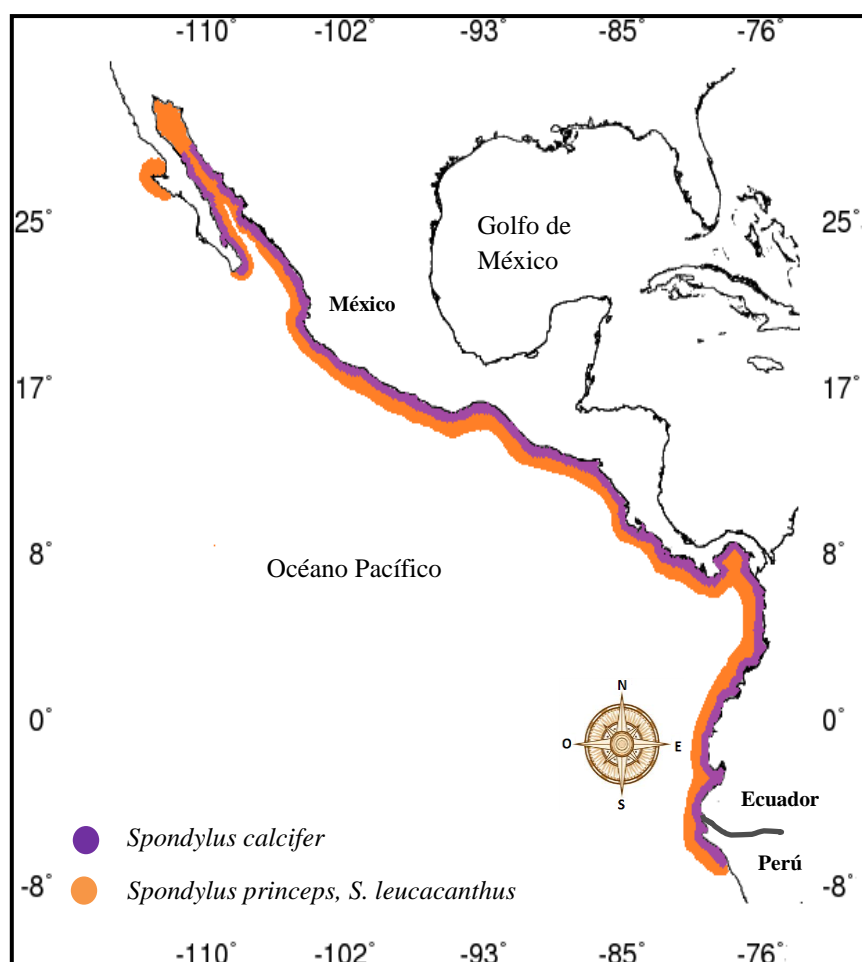 -110° -102° -93° -85° -76°
25° 25°
Golfo de
México
México
17° 17°
8° 8°
Océano Pacífico
N
O E
S
0° 0°
Ecuador
Spondylus calcifer
Perú
Spondylus princeps, S. leucacanthus
-8° -8°
-110° -102° -93° -85° -76°